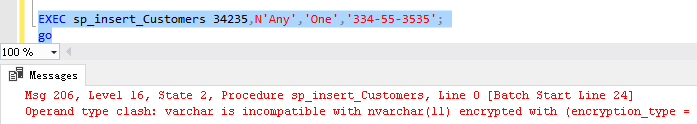 EXEC sp_insert_Customers 34235,N'Any','One','334-55-3535';
go
100 %
Messages
Msg 206, Level 16, State 2, Procedure sp_insert_Customers, Line 0 [Batch Start Line 24]
Operand type clash: varchar is incompatible with nvarchar(11) encrypted with (encryption_type =